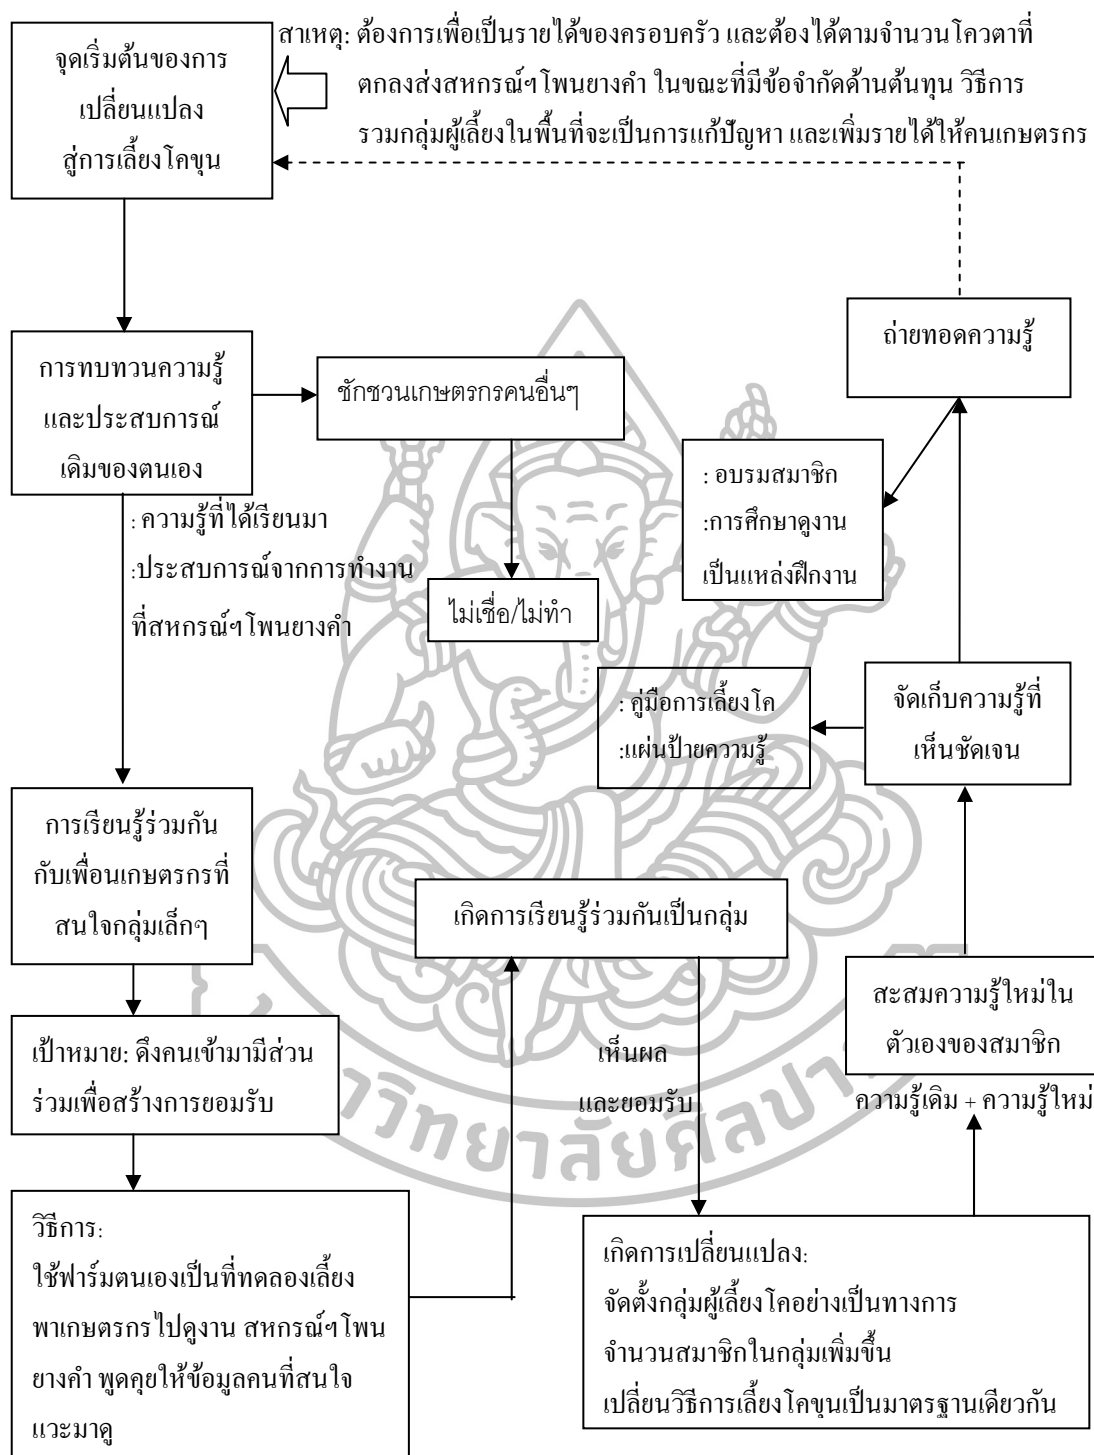 จุดเริ่มต้นของการ
เปลี่ยนแปลง
สู่การเลี้ยงโคขุน
สาเหตุ: ต้องการเพื่อเป็นรายได้ของครอบครัว และต้องได้ตามจำนวนโควตาที่
ตกลงส่งสหกรณ์ฯโพนยางคำ ในขณะที่มีข้อจำกัดด้านต้นทุน วิธีการ
รวมกลุ่มผู้เลี้ยงในพื้นที่จะเป็นการแก้ปัญหา และเพิ่มรายได้ให้คนเกษตรกร
การทบทวนความรู้
และประสบการณ์
เดิมของตนเอง
ชักชวนเกษตรกรคนอื่นๆ
ไม่เชื่อ/ไม่ทำ
: ความรู้ที่ได้เรียนมา
:ประสบการณ์จากการทำงาน
ที่สหกรณ์ฯโพนยางคำ
การเรียนรู้ร่วมกัน
กับเพื่อนเกษตรกรที่
สนใจกลุ่มเล็กๆ
เป้าหมาย: ดึงคนเข้ามามีส่วน
ร่วมเพื่อสร้างการยอมรับ
วิธีการ:
ใช้ฟาร์มตนเองเป็นที่ทดลองเลี้ยง
พาเกษตรกรไปดูงาน สหกรณ์ฯโพน
ยางคำ พูดคุยให้ข้อมูลคนที่สนใจ
แวะมาดู
เกิดการเรียนรู้ร่วมกันเป็นกลุ่ม
เห็นผล
และยอมรับ
เกิดการเปลี่ยนแปลง:
จัดตั้งกลุ่มผู้เลี้ยงโคอย่างเป็นทางการ
จำนวนสมาชิกในกลุ่มเพิ่มขึ้น
เปลี่ยนวิธีการเลี้ยงโคขุนเป็นมาตรฐานเดียวกัน
สะสมความรู้ใหม่ใน
ตัวเองของสมาชิก
ความรู้เดิม + ความรู้ใหม่
จัดเก็บความรู้ที่
เห็นชัดเจน
: คู่มือการเลี้ยงโค
:แผ่นป้ายความรู้
ถ่ายทอดความรู้
: อบรมสมาชิก
:การศึกษาดูงาน
เป็นแหล่งฝึกงาน
าวิทยาลัยศิลปา